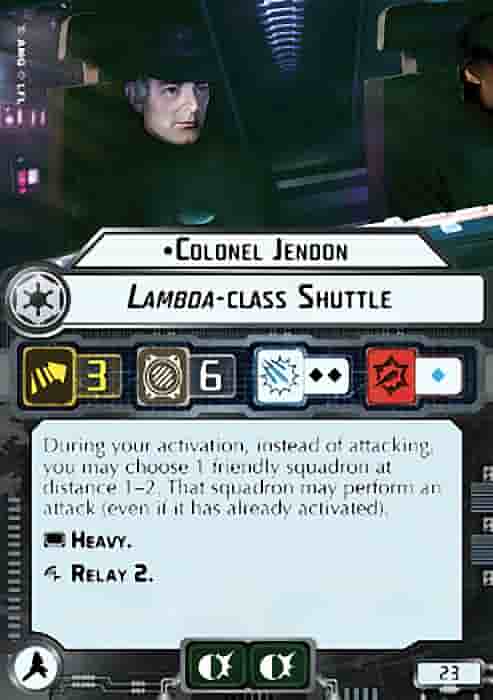 © AMG © LFL
•COLONEL JENDON
LAMBDA-CLASS SHUTTLE
3 6
During your activation, instead of attacking,
you may choose 1 friendly squadron at
distance 1–2. That squadron may perform an
attack (even if it has already activated).
HEAVY.
RELAY 2.
23